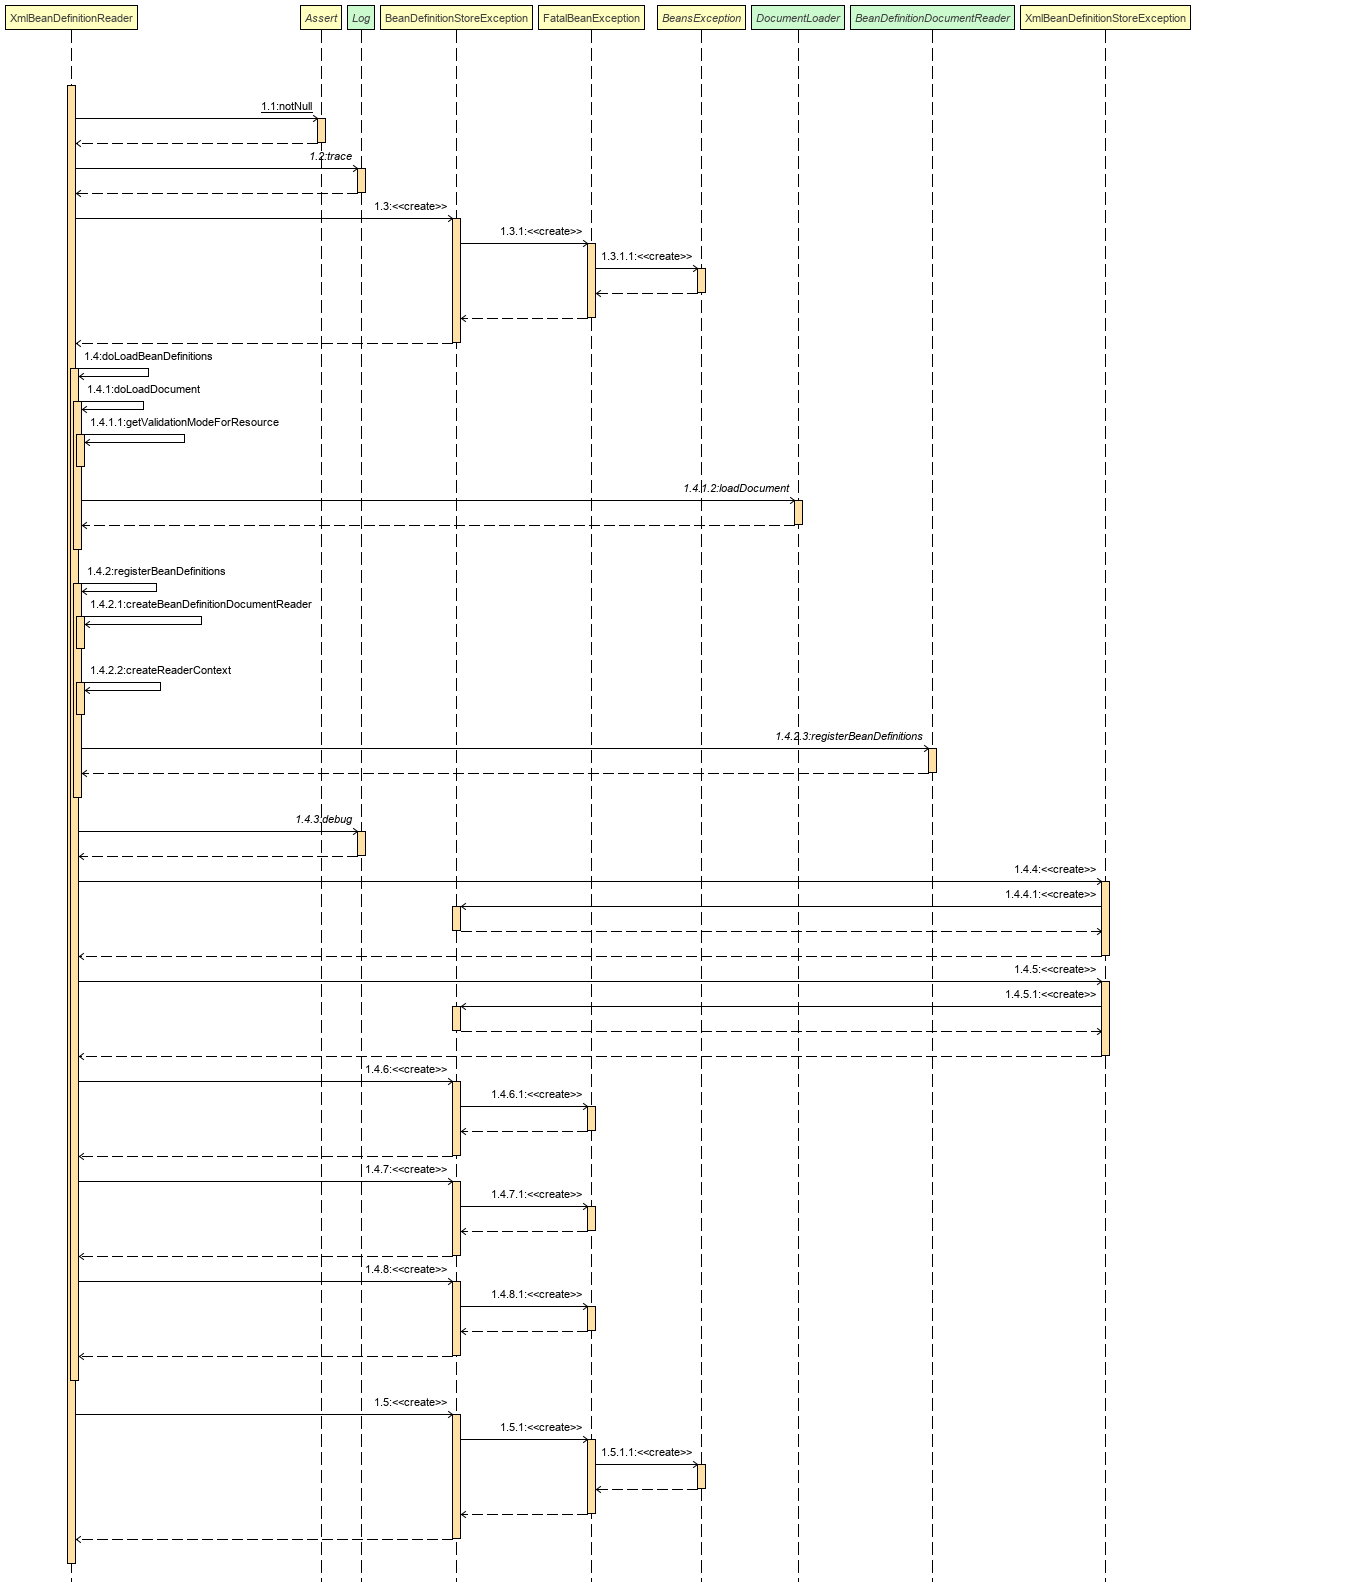 XmlBeanDefinitionReader
Assert
Log
BeanDefinitionStoreException
FatalBeanException
BeansException
DocumentLoader
BeanDefinitionDocumentReader
XmlBeanDefinitionStoreException
1.1:notNull
1.2:trace
1.3:<<create>>
1.3.1:<<create>>
1.3.1.1:<<create>>
1.4:doLoadBeanDefinitions
1.4.1:doLoadDocument
1.4.1.1:getValidationModeForResource
1.4.1.2:loadDocument
1.4.2:registerBeanDefinitions
1.4.2.1:createBeanDefinitionDocumentReader
1.4.2.2:createReaderContext
1.4.2.3:registerBeanDefinitions
1.4.3:debug
1.4.4:<<create>>
1.4.4.1:<<create>>
1.4.5:<<create>>
1.4.5.1:<<create>>
1.4.6:<<create>>
1.4.6.1:<<create>>
1.4.7:<<create>>
1.4.7.1:<<create>>
1.4.8:<<create>>
1.4.8.1:<<create>>
1.5:<<create>>
1.5.1:<<create>>
1.5.1.1:<<create>>